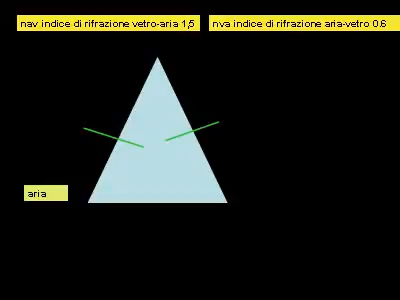 nav indice di rifrazione vetro-aria 1,5
nva indice di rifrazione aria-vetro 0.6
aria